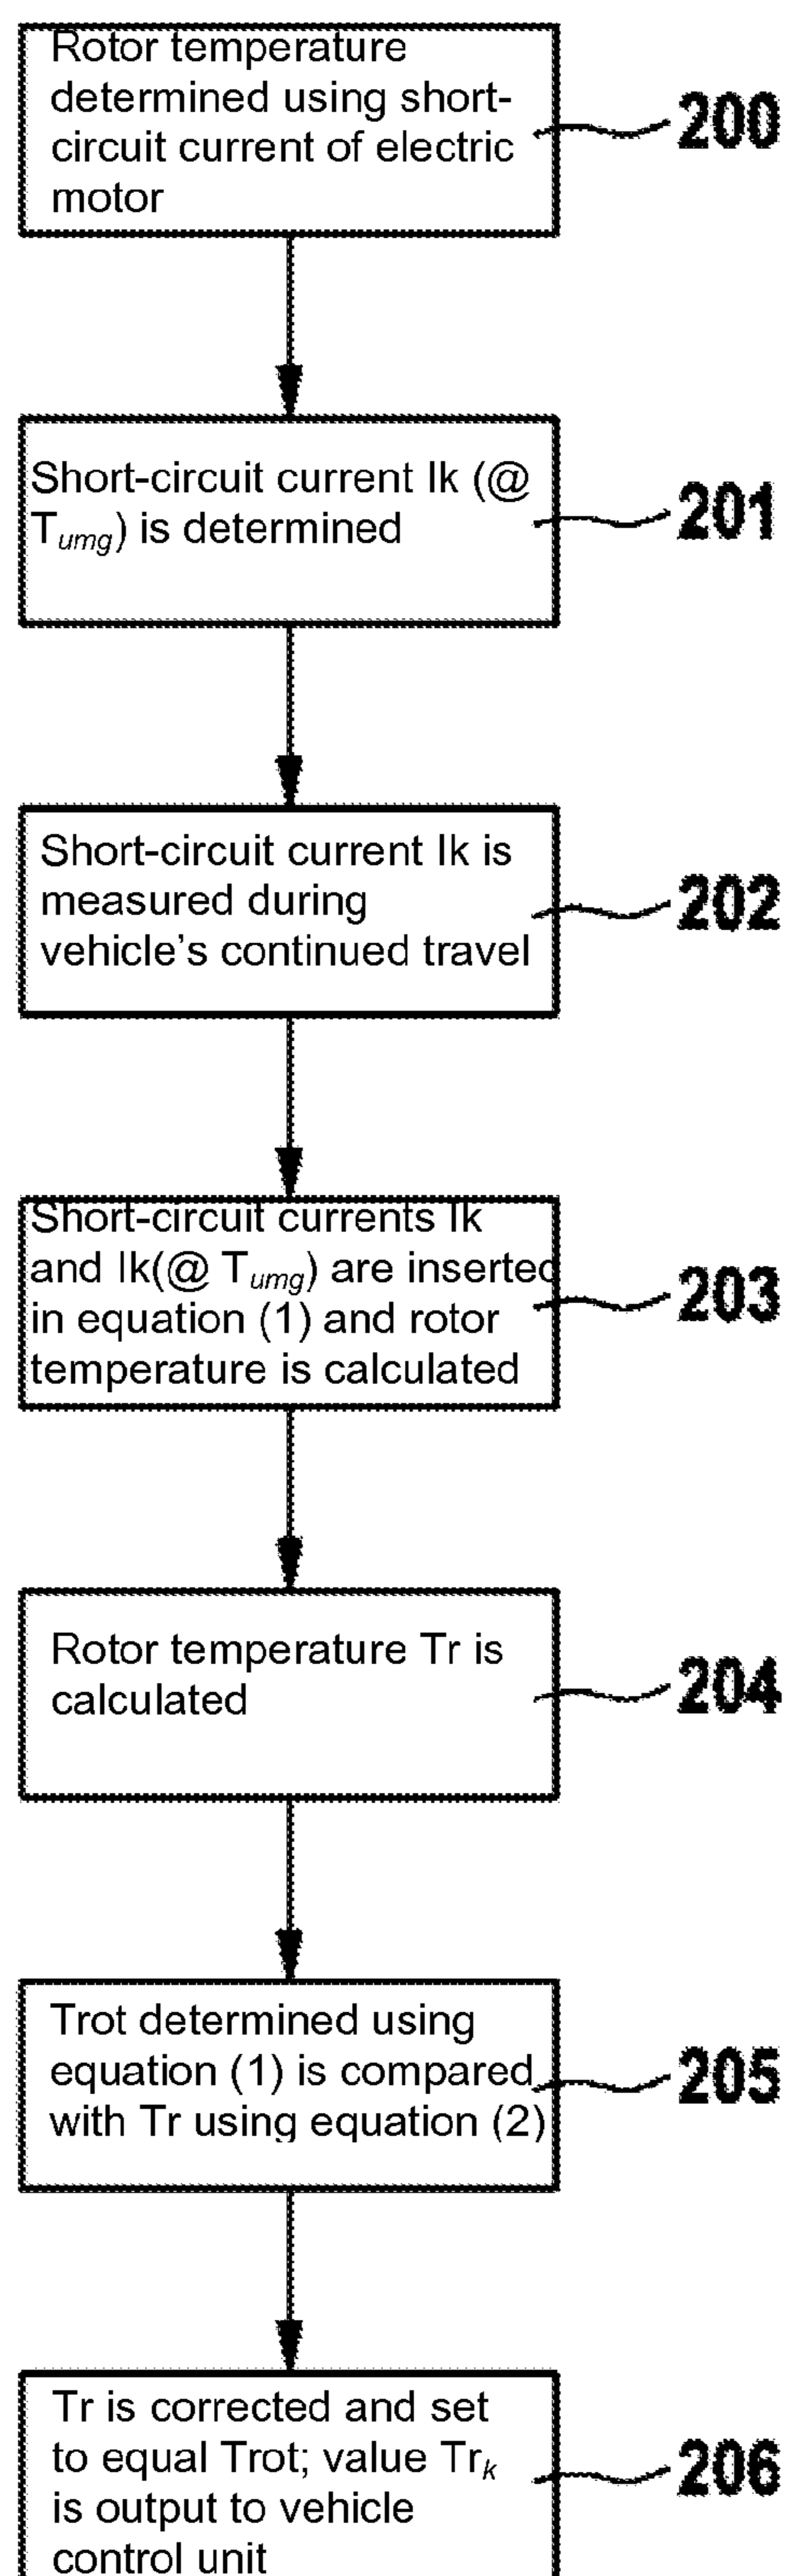 Rotor temperature
determined using short-
circuit current of electric
motor
200
Short-circuit current Ik (@
Tumg) is determined
201
Short-circuit current Ik is
measured during
vehicle's continued travel
202
Short-circuit currents Ik
and Ik(@ Tumg) are inserted
in equation (1) and rotor
temperature is calculated
203
Rotor temperature Tr is
calculated
204
Trot determined using
equation (1) is compared
with Tr using equation (2)
205
Tr is corrected and set
to equal Trot; value Trk
is output to vehicle
control unit
206